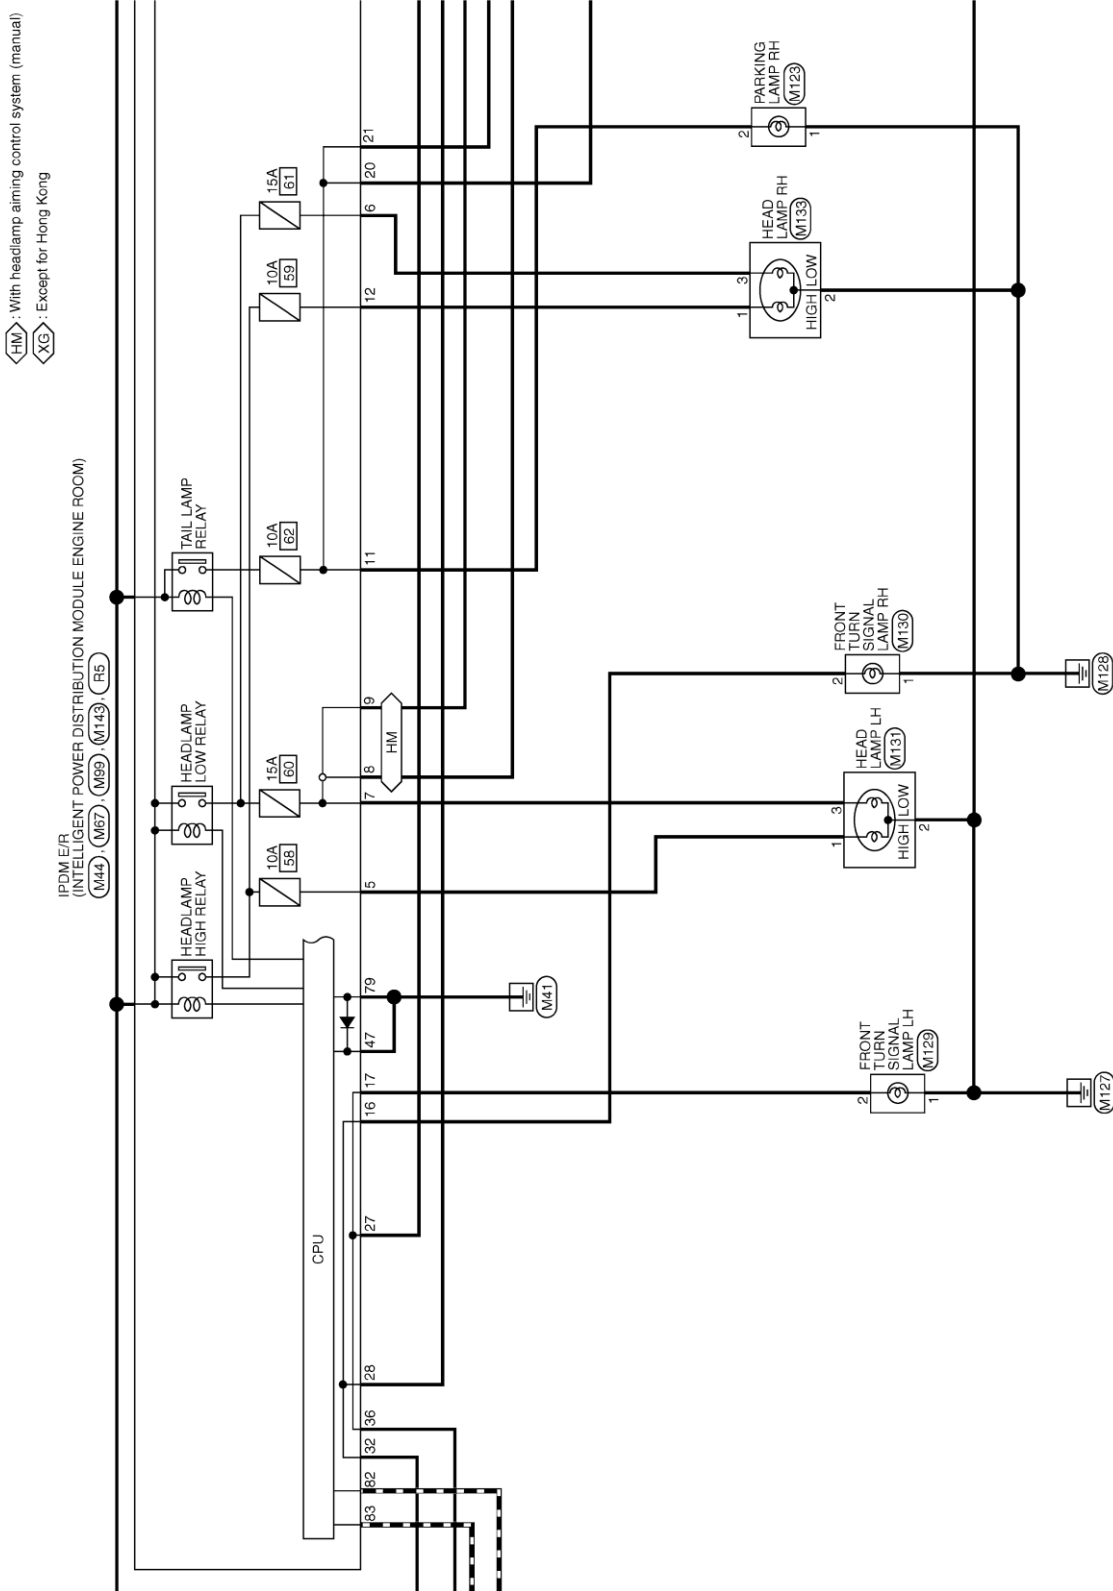 HM : With headlamp aiming control system (manual)
XG : Except for Hong Kong
IPDM E/R
(INTELLIGENT POWER DISTRIBUTION MODULE ENGINE ROOM)
M44 , M67 , M99 , M143 , R5
HEADLAMP
HIGH RELAY
HEADLAMP
LOW RELAY
TAIL LAMP
RELAY
10A
58
15A
60
10A
62
10A
59
15A
61
CPU
83
82
32
36
28
27
16
17
47
79
5
7
8
9
11
12
6
20
21
HM
M41
FRONT
TURN
SIGNAL
LAMP LH
M129
2
1
HEAD
LAMP LH
M131
1
3
HIGH
LOW
2
FRONT
TURN
SIGNAL
LAMP RH
M130
2
1
HEAD
LAMP RH
M133
1
3
HIGH
LOW
2
PARKING
LAMP RH
M123
2
1
M127
M128